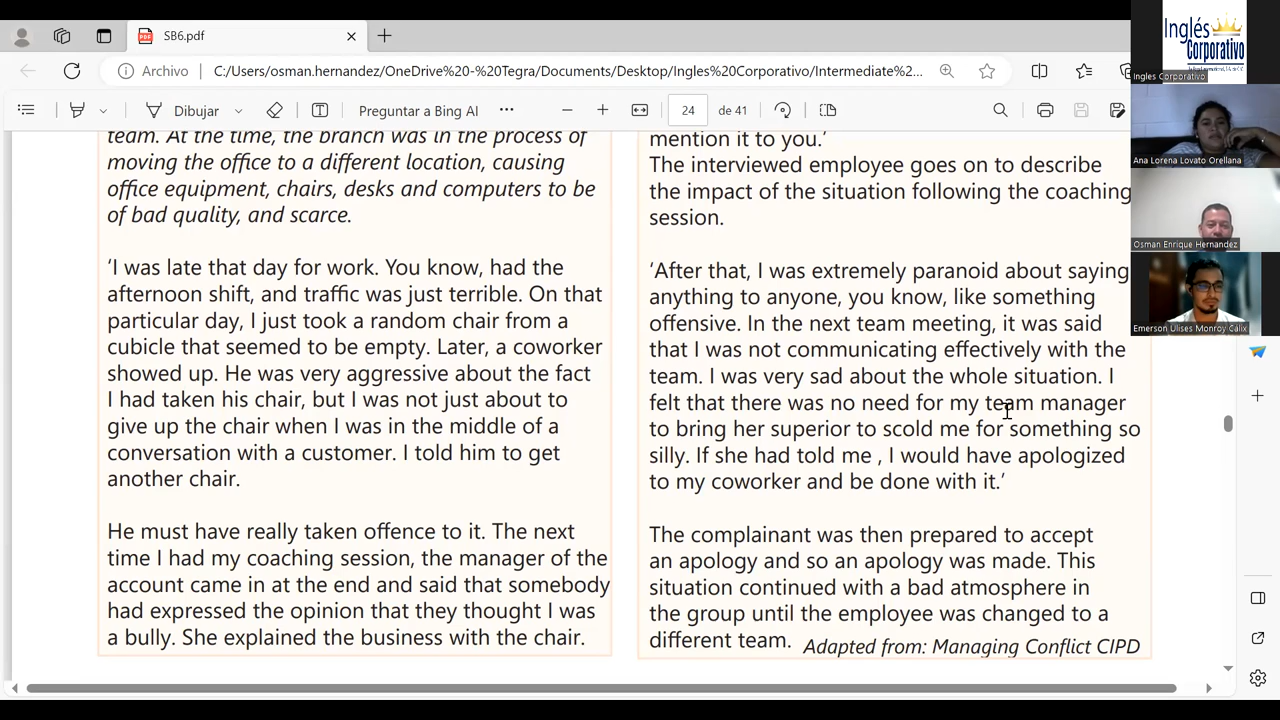 SB6.pdf
Archivo
C:/Users/osman.hernandez/OneDrive%20-%20Tegra/Documents/Desktop/Ingles%20Corporativo/Intermediate%2...
Dibujar
Preguntar a Bing AI
24
de 41
team. At the time, the branch was in the process of
moving the office to a different location, causing
office equipment, chairs, desks and computers to be
of bad quality, and scarce.
‘I was late that day for work. You know, had the
afternoon shift, and traffic was just terrible. On that
particular day, I just took a random chair from a
cubicle that seemed to be empty. Later, a coworker
showed up. He was very aggressive about the fact
I had taken his chair, but I was not just about to
give up the chair when I was in the middle of a
conversation with a customer. I told him to get
another chair.
He must have really taken offence to it. The next
time I had my coaching session, the manager of the
account came in at the end and said that somebody
had expressed the opinion that they thought I was
a bully. She explained the business with the chair.
mention it to you.’
The interviewed employee goes on to describe
the impact of the situation following the coaching
session.
‘After that, I was extremely paranoid about saying
anything to anyone, you know, like something
offensive. In the next team meeting, it was said
that I was not communicating effectively with the
team. I was very sad about the whole situation. I
felt that there was no need for my team manager
to bring her superior to scold me for something so
silly. If she had told me , I would have apologized
to my coworker and be done with it.’
The complainant was then prepared to accept
an apology and so an apology was made. This
situation continued with a bad atmosphere in
the group until the employee was changed to a
different team.
Adapted from: Managing Conflict CIPD
Inglés
Corporativo
Ingles Corporativo
Ana Lorena Lovato Orellana
Osman Enrique Hernandez
Emerson Ulises Monroy Calix